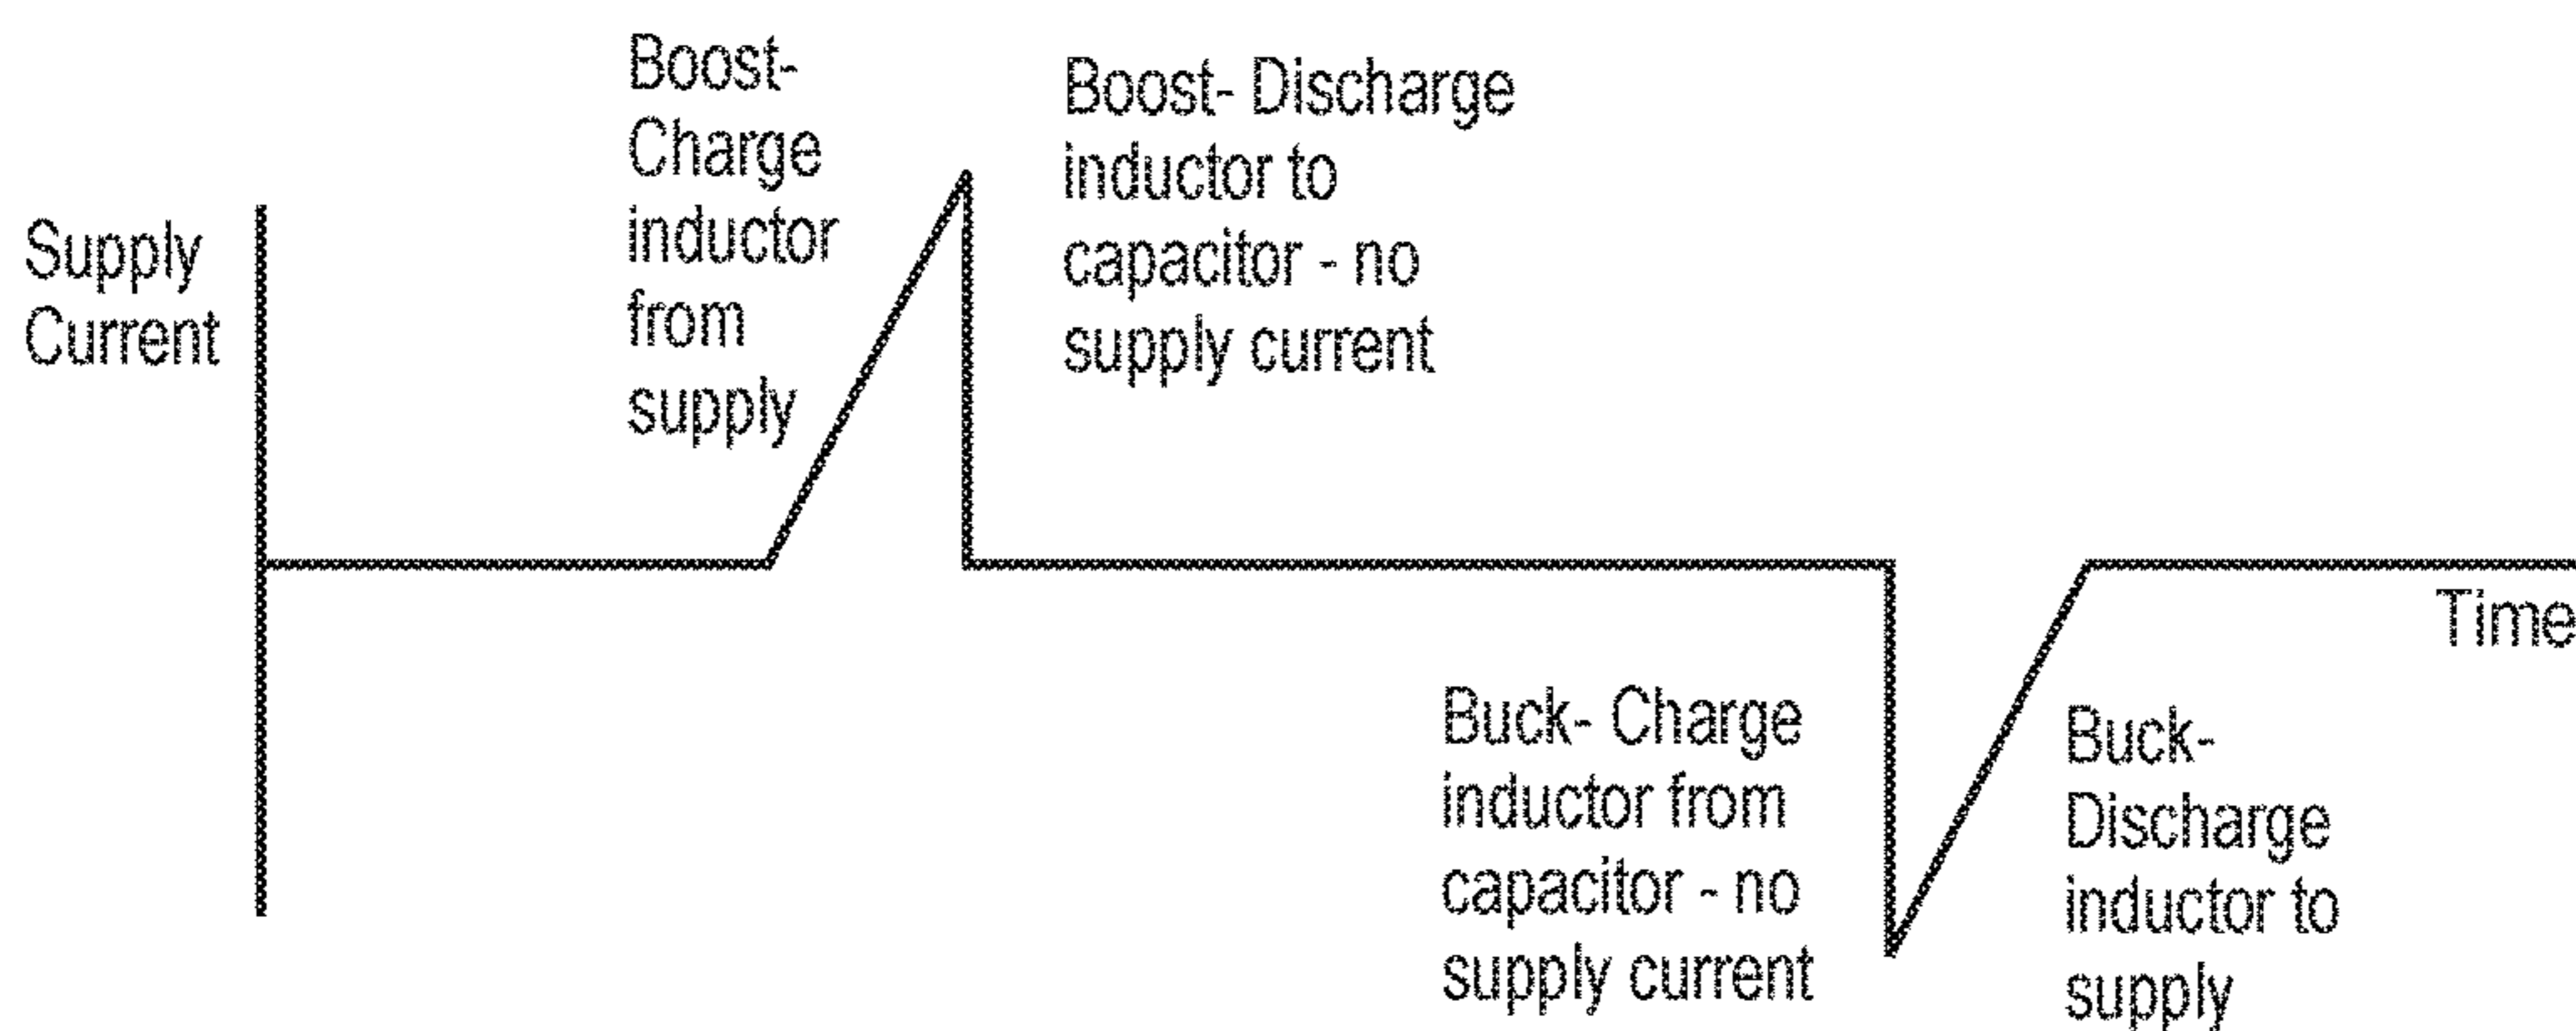 Supply
Current
Boost-
Charge
inductor
from
supply
Boost- Discharge
inductor to
capacitor - no
supply current
Time
Buck- Charge
inductor from
capacitor - no
supply current
Buck-
Discharge
inductor to
supply